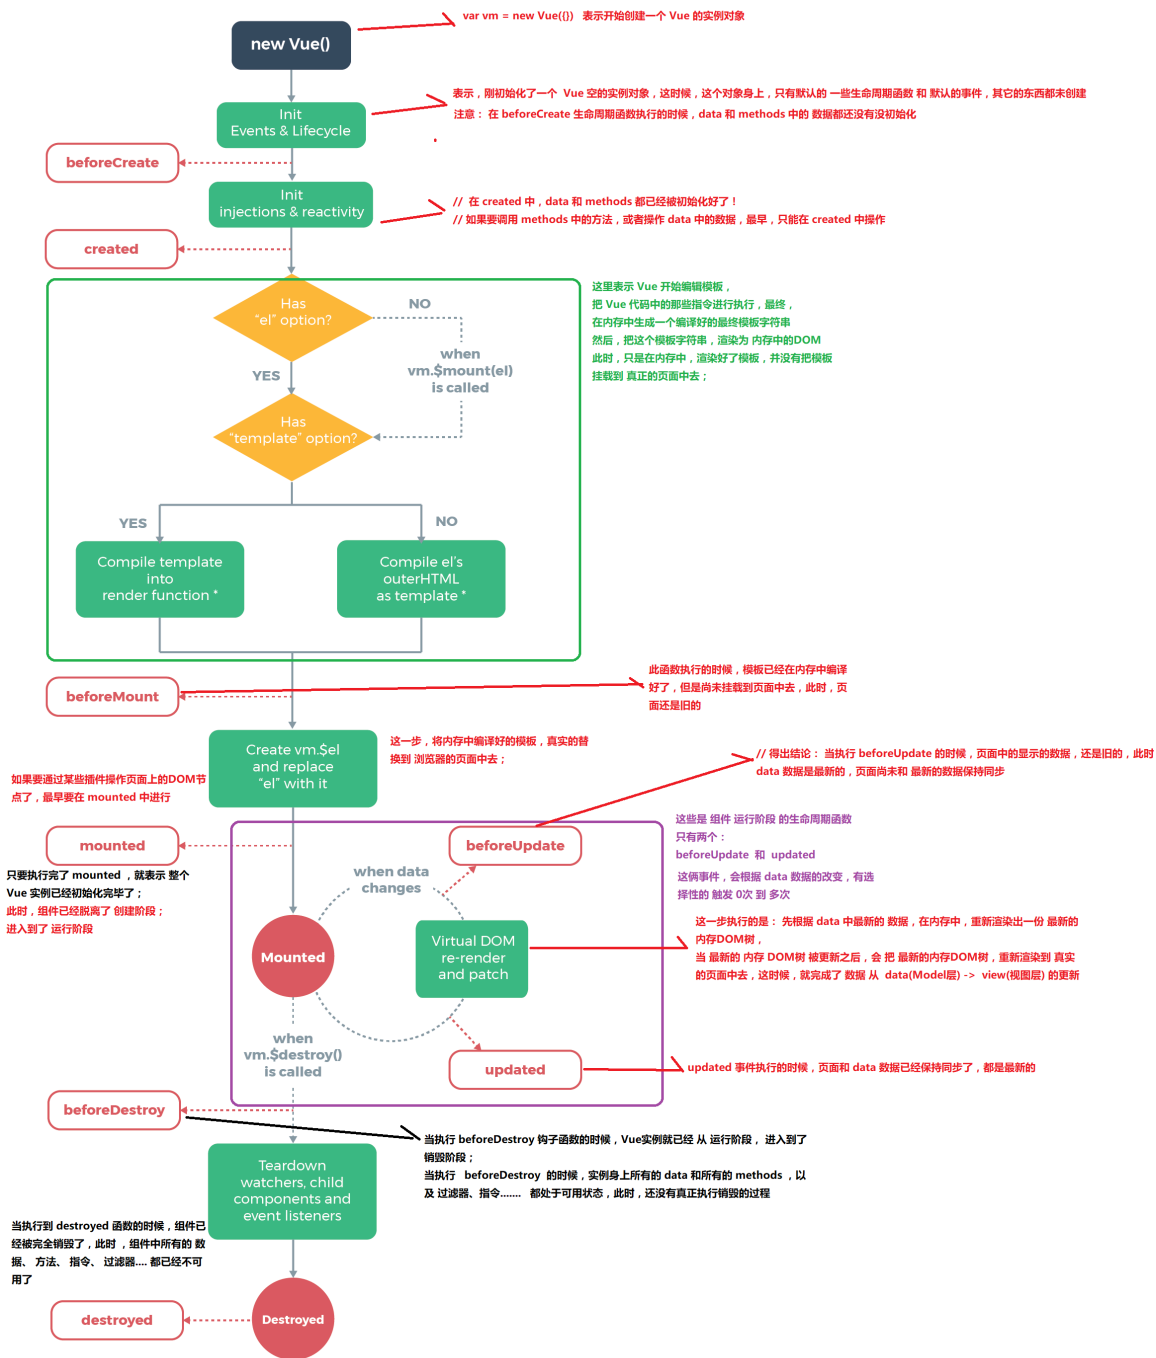 var vm = new Vue({}) 表示开始创建一个 Vue 的实例对象
new Vue()
表示，刚初始化了一个 Vue 空的实例对象，这时候，这个对象身上，只有默认的 一些生命周期函数 和 默认的事件，其它的东西都未创建
注意： 在 beforeCreate 生命周期函数执行的时候，data 和 methods 中的 数据都还没有没初始化
Init
Events & Lifecycle
beforeCreate
Init
injections & reactivity
// 在 created 中，data 和 methods 都已经被初始化好了！
// 如果要调用 methods 中的方法，或者操作 data 中的数据，最早，只能在 created 中操作
created
这里表示 Vue 开始编辑模板，
把 Vue 代码中的那些指令进行执行，最终，
在内存中生成一个编译好的最终模板字符串
然后，把这个模板字符串，渲染为 内存中的DOM
此时，只是在内存中，渲染好了模板，并没有把模板
挂载到 真正的页面中去；
Has
“el” option?
NO
when
vm.$mount(el)
is called
YES
Has
“template” option?
YES
NO
Compile template
into
render function *
Compile el's
outerHTML
as template *
beforeMount
此函数执行的时候，模板已经在内存中编译
好了，但是尚未挂载到页面中去，此时，页
面还是旧的
Create vm.$el
and replace
“el” with it
这一步，将内存中编译好的模板，真实的替
换到 浏览器的页面中去；
// 得出结论： 当执行 beforeUpdate 的时候，页面中的显示的数据，还是旧的，此时
data 数据是最新的，页面尚未和 最新的数据保持同步
如果要通过某些插件操作页面上的DOM节
点了，最早要在 mounted 中进行
mounted
只要执行完了 mounted ，就表示 整个
Vue 实例已经初始化完毕了；
此时，组件已经脱离了 创建阶段；
进入到了 运行阶段
beforeUpdate
这些是 组件 运行阶段 的生命周期函数
只有两个：
beforeUpdate 和 updated
这俩事件，会根据 data 数据的改变，有选
择性的 触发 0次 到 多次
when data
changes
Mounted
Virtual DOM
re-render
and patch
这一步执行的是： 先根据 data 中最新的 数据，在内存中，重新渲染出一份 最新的
内存DOM树，
当 最新的 内存 DOM树 被更新之后，会 把 最新的内存DOM树，重新渲染到 真实
的页面中去，这时候，就完成了 数据 从 data(Model层) -> view(视图层) 的更新
when
vm.$destroy()
is called
updated
updated 事件执行的时候，页面和 data 数据已经保持同步了，都是最新的
beforeDestroy
当执行 beforeDestroy 钩子函数的时候，Vue实例就已经 从 运行阶段， 进入到了
销毁阶段；
当执行 beforeDestroy 的时候，实例身上所有的 data 和所有的 methods ，以
及 过滤器、指令....... 都处于可用状态，此时，还没有真正执行销毁的过程
Teardown
watchers, child
components and
event listeners
当执行到 destroyed 函数的时候，组件已
经被完全销毁了，此时 ，组件中所有的 数
据、 方法、 指令、 过滤器.... 都已经不可
用了
destroyed
Destroyed